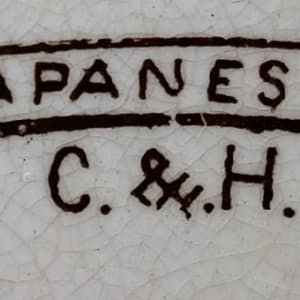 APANES
C. &. H.